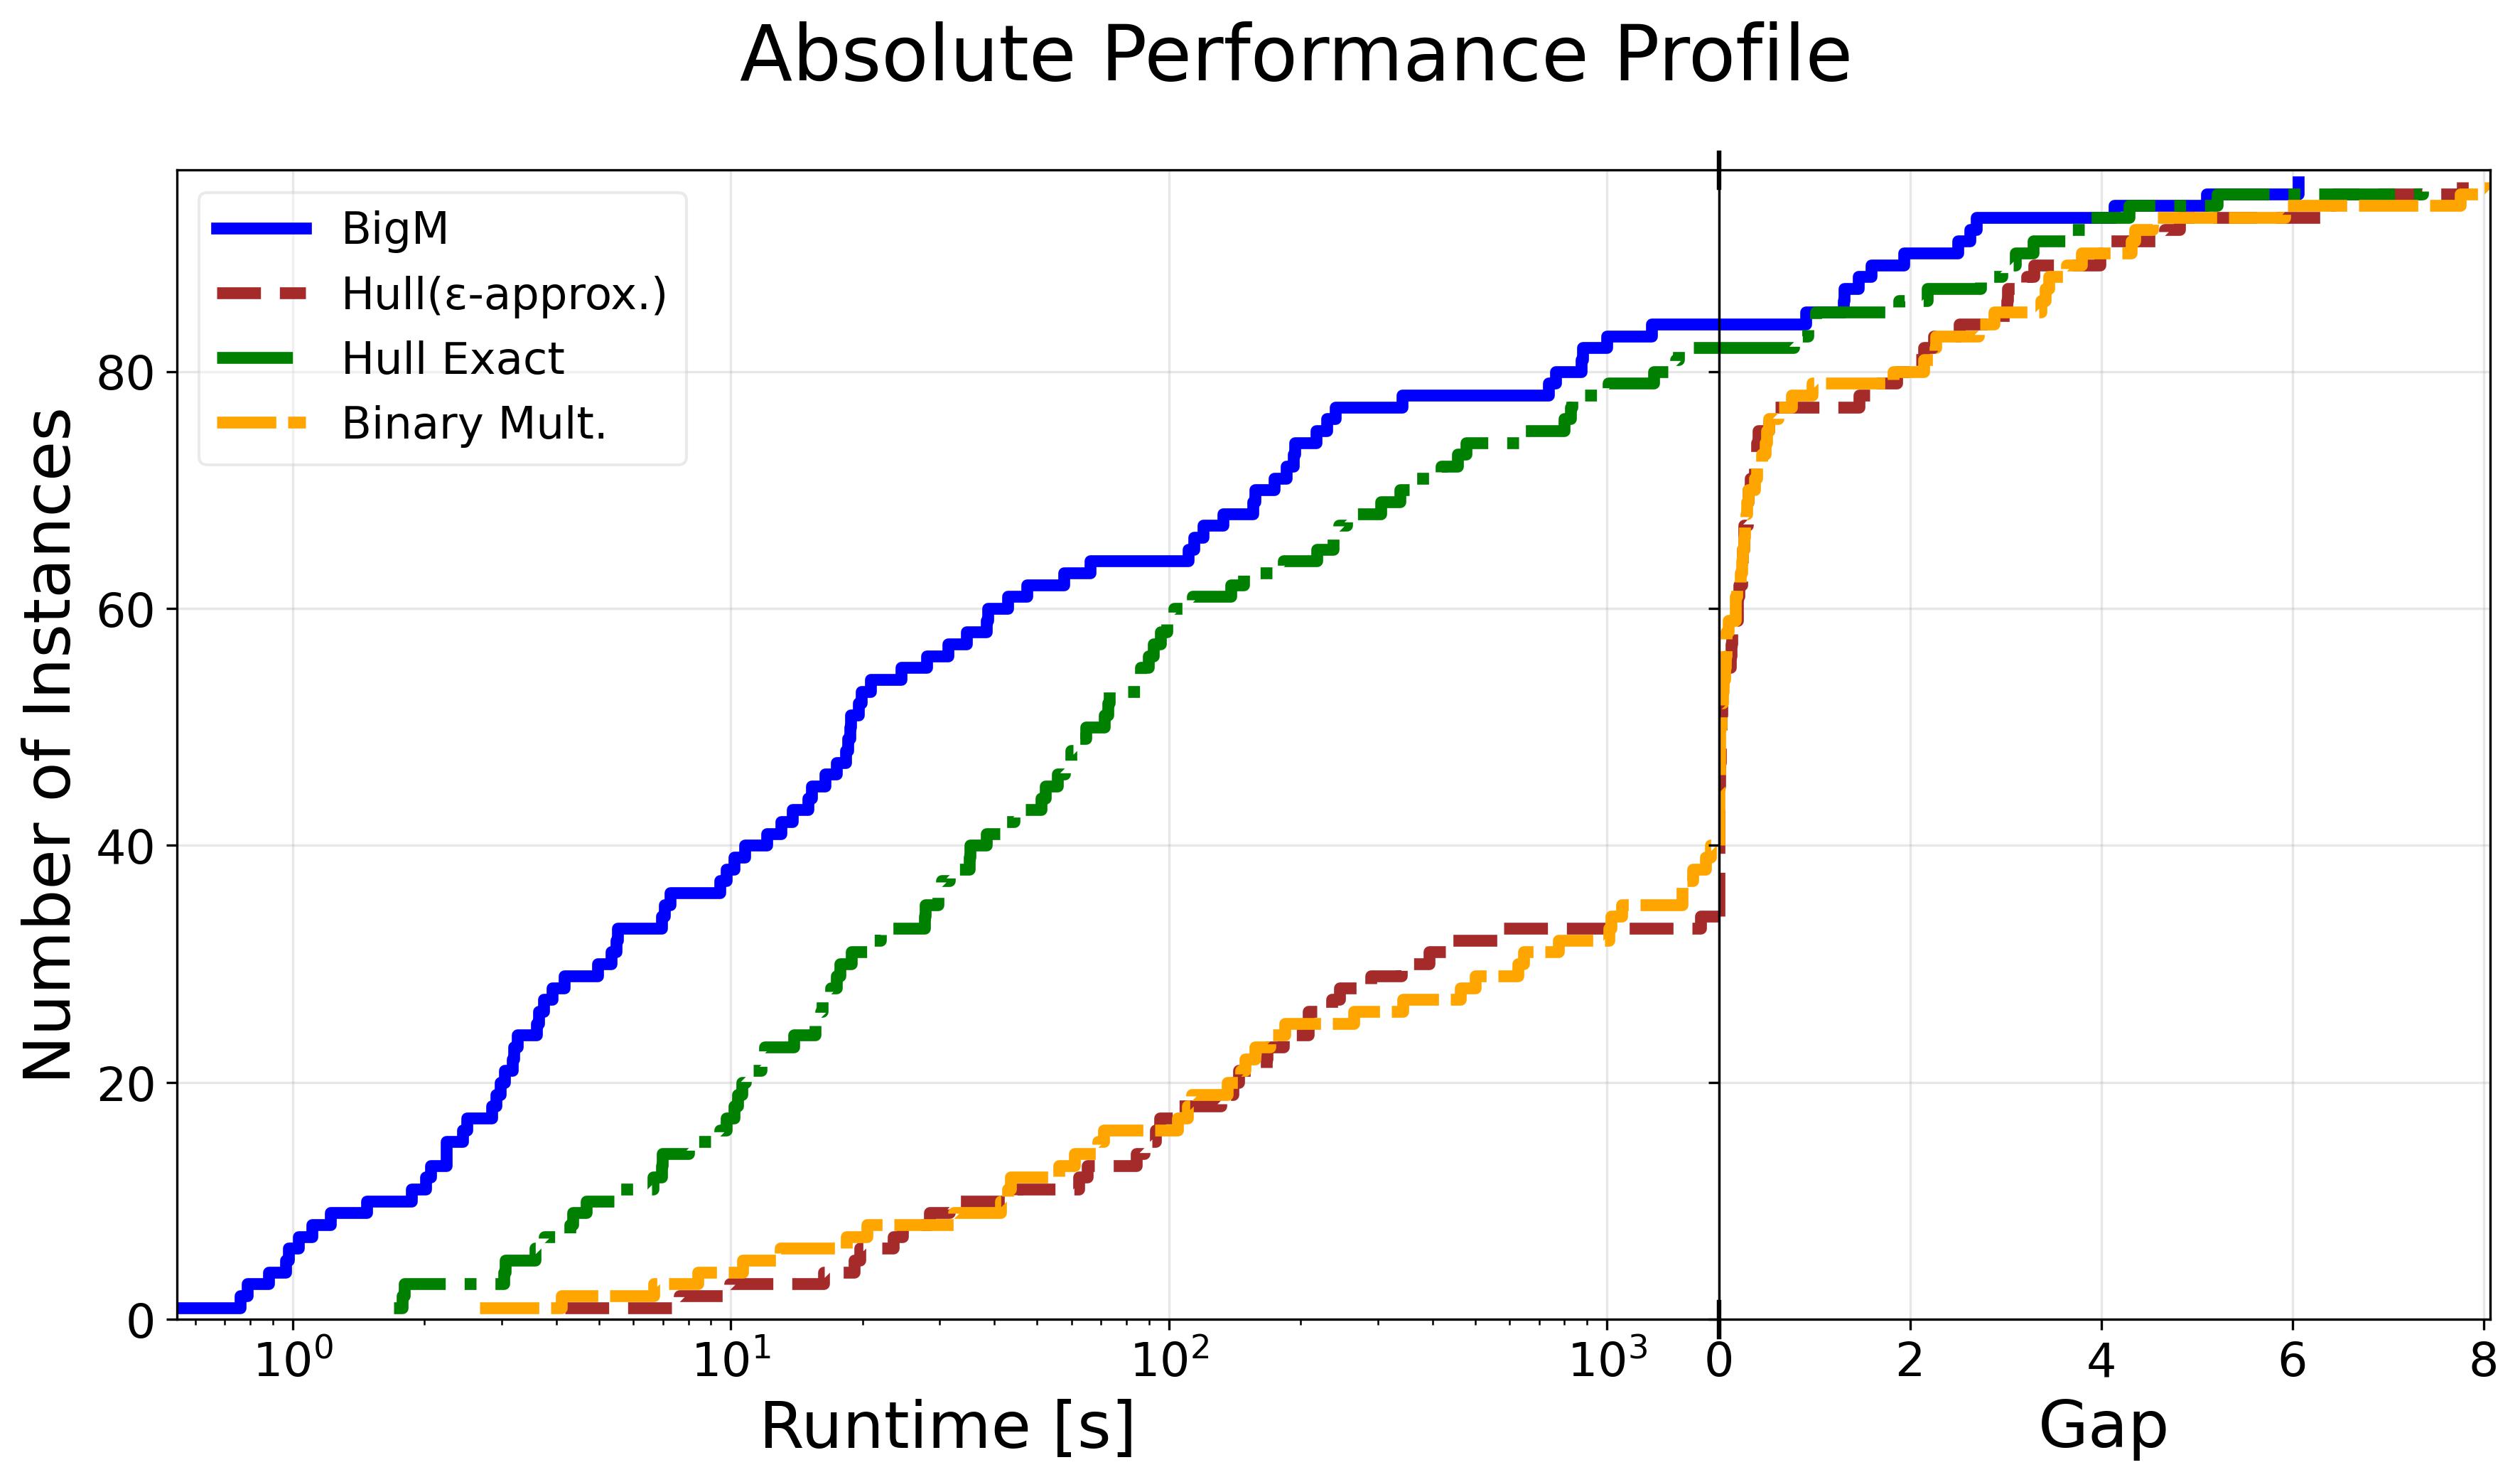 Absolute Performance Profile
BigM
Hull(ε-approx.)
Hull Exact
Binary Mult.
Number of Instances
80
60
40
20
0
10⁰
10¹
10²
10³
0
2
4
6
8
Runtime [s]
Gap